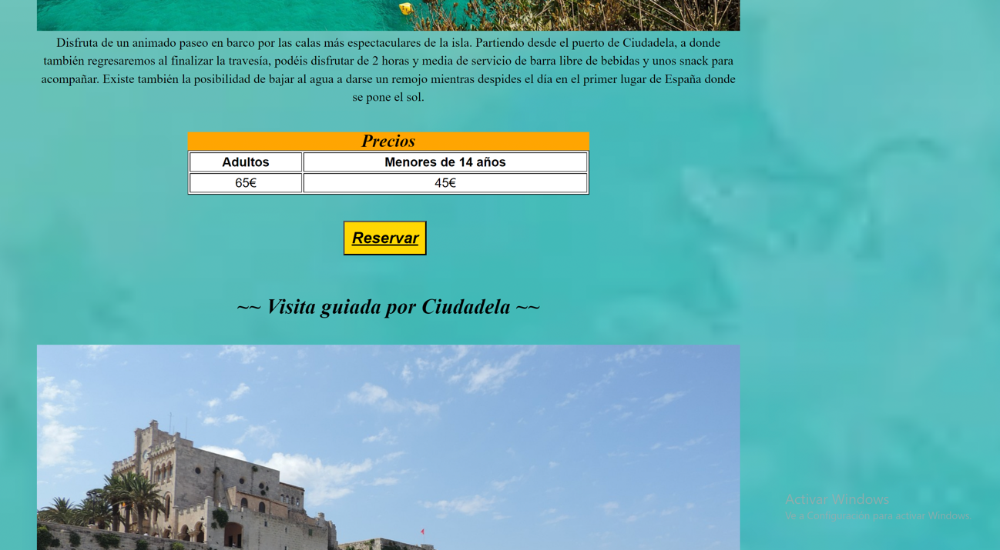 Disfruta de un animado paseo en barco por las calas más espectaculares de la isla. Partiendo desde el puerto de Ciudadela, a donde
también regresaremos al finalizar la travesía, podéis disfrutar de 2 horas y media de servicio de barra libre de bebidas y unos snack para
acompañar. Existe también la posibilidad de bajar al agua a darse un remojo mientras despides el día en el primer lugar de España donde
se pone el sol.
Precios
Adultos Menores de 14 años
65€ 45€
Reservar
~~ Visita guiada por Ciudadela ~~
Activar Windows
Ve a Configuración para activar Windows